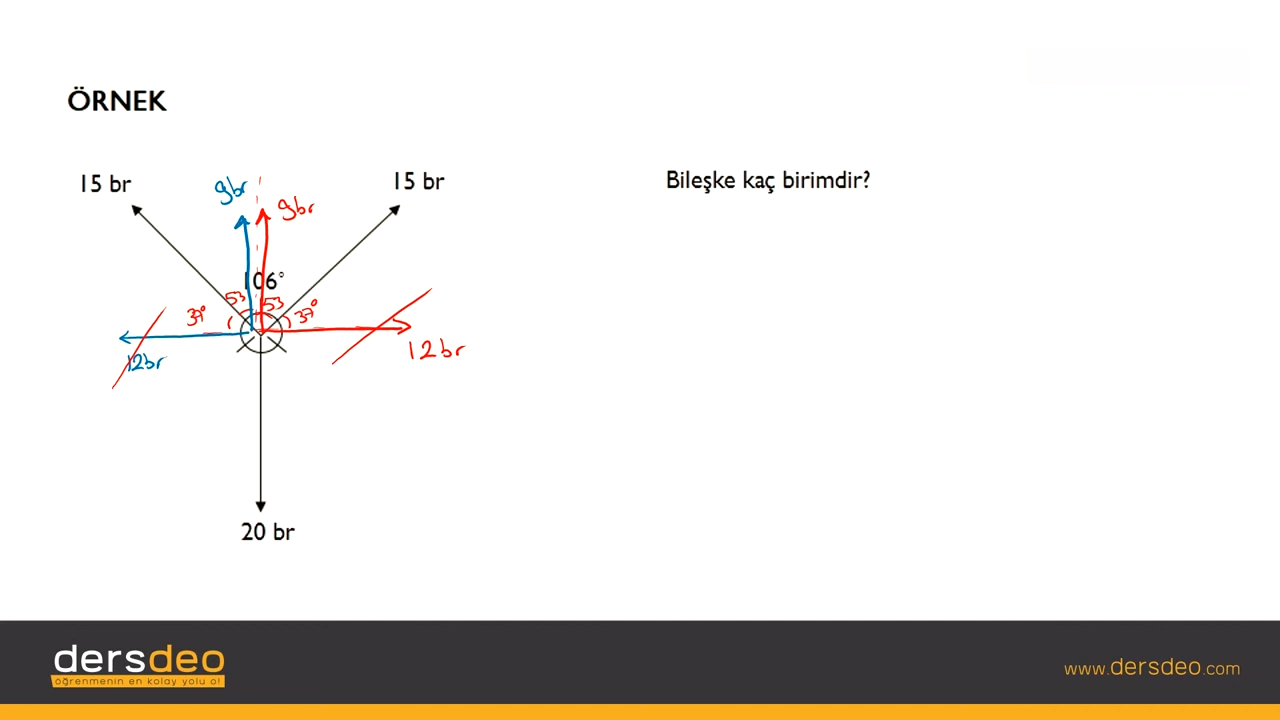 ÖRNEK
15 br
9br
9br
15 br
Bileşke kaç birimdir?
106°
53
53
37°
37°
12br
12br
20 br
dersdeo
öğrenmenin en kolay yolu o!
www.dersdeo.com